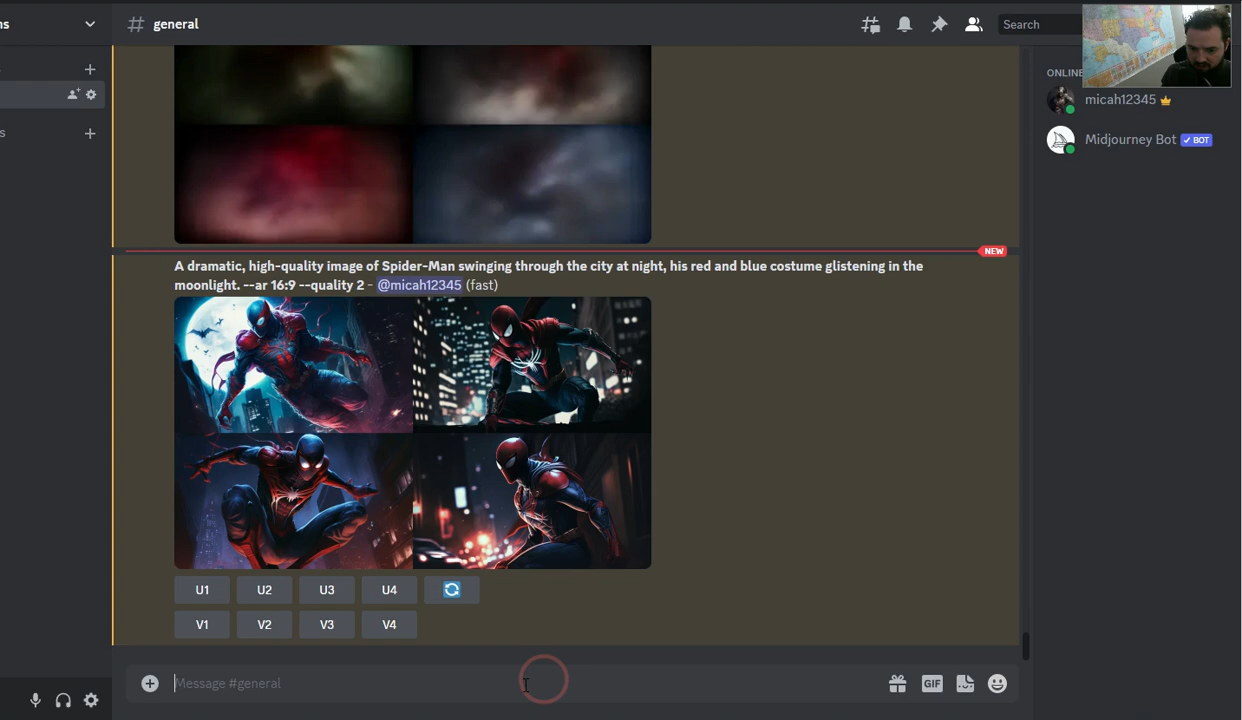 ns
# general
Search
NEW
A dramatic, high-quality image of Spider-Man swinging through the city at night, his red and blue costume glistening in the
moonlight. --ar 16:9 --quality 2 - @micah12345 (fast)
U1 U2 U3 U4
V1 V2 V3 V4
Message #general
GIF
s
ONLINE
micah12345
Midjourney Bot ✓ BOT